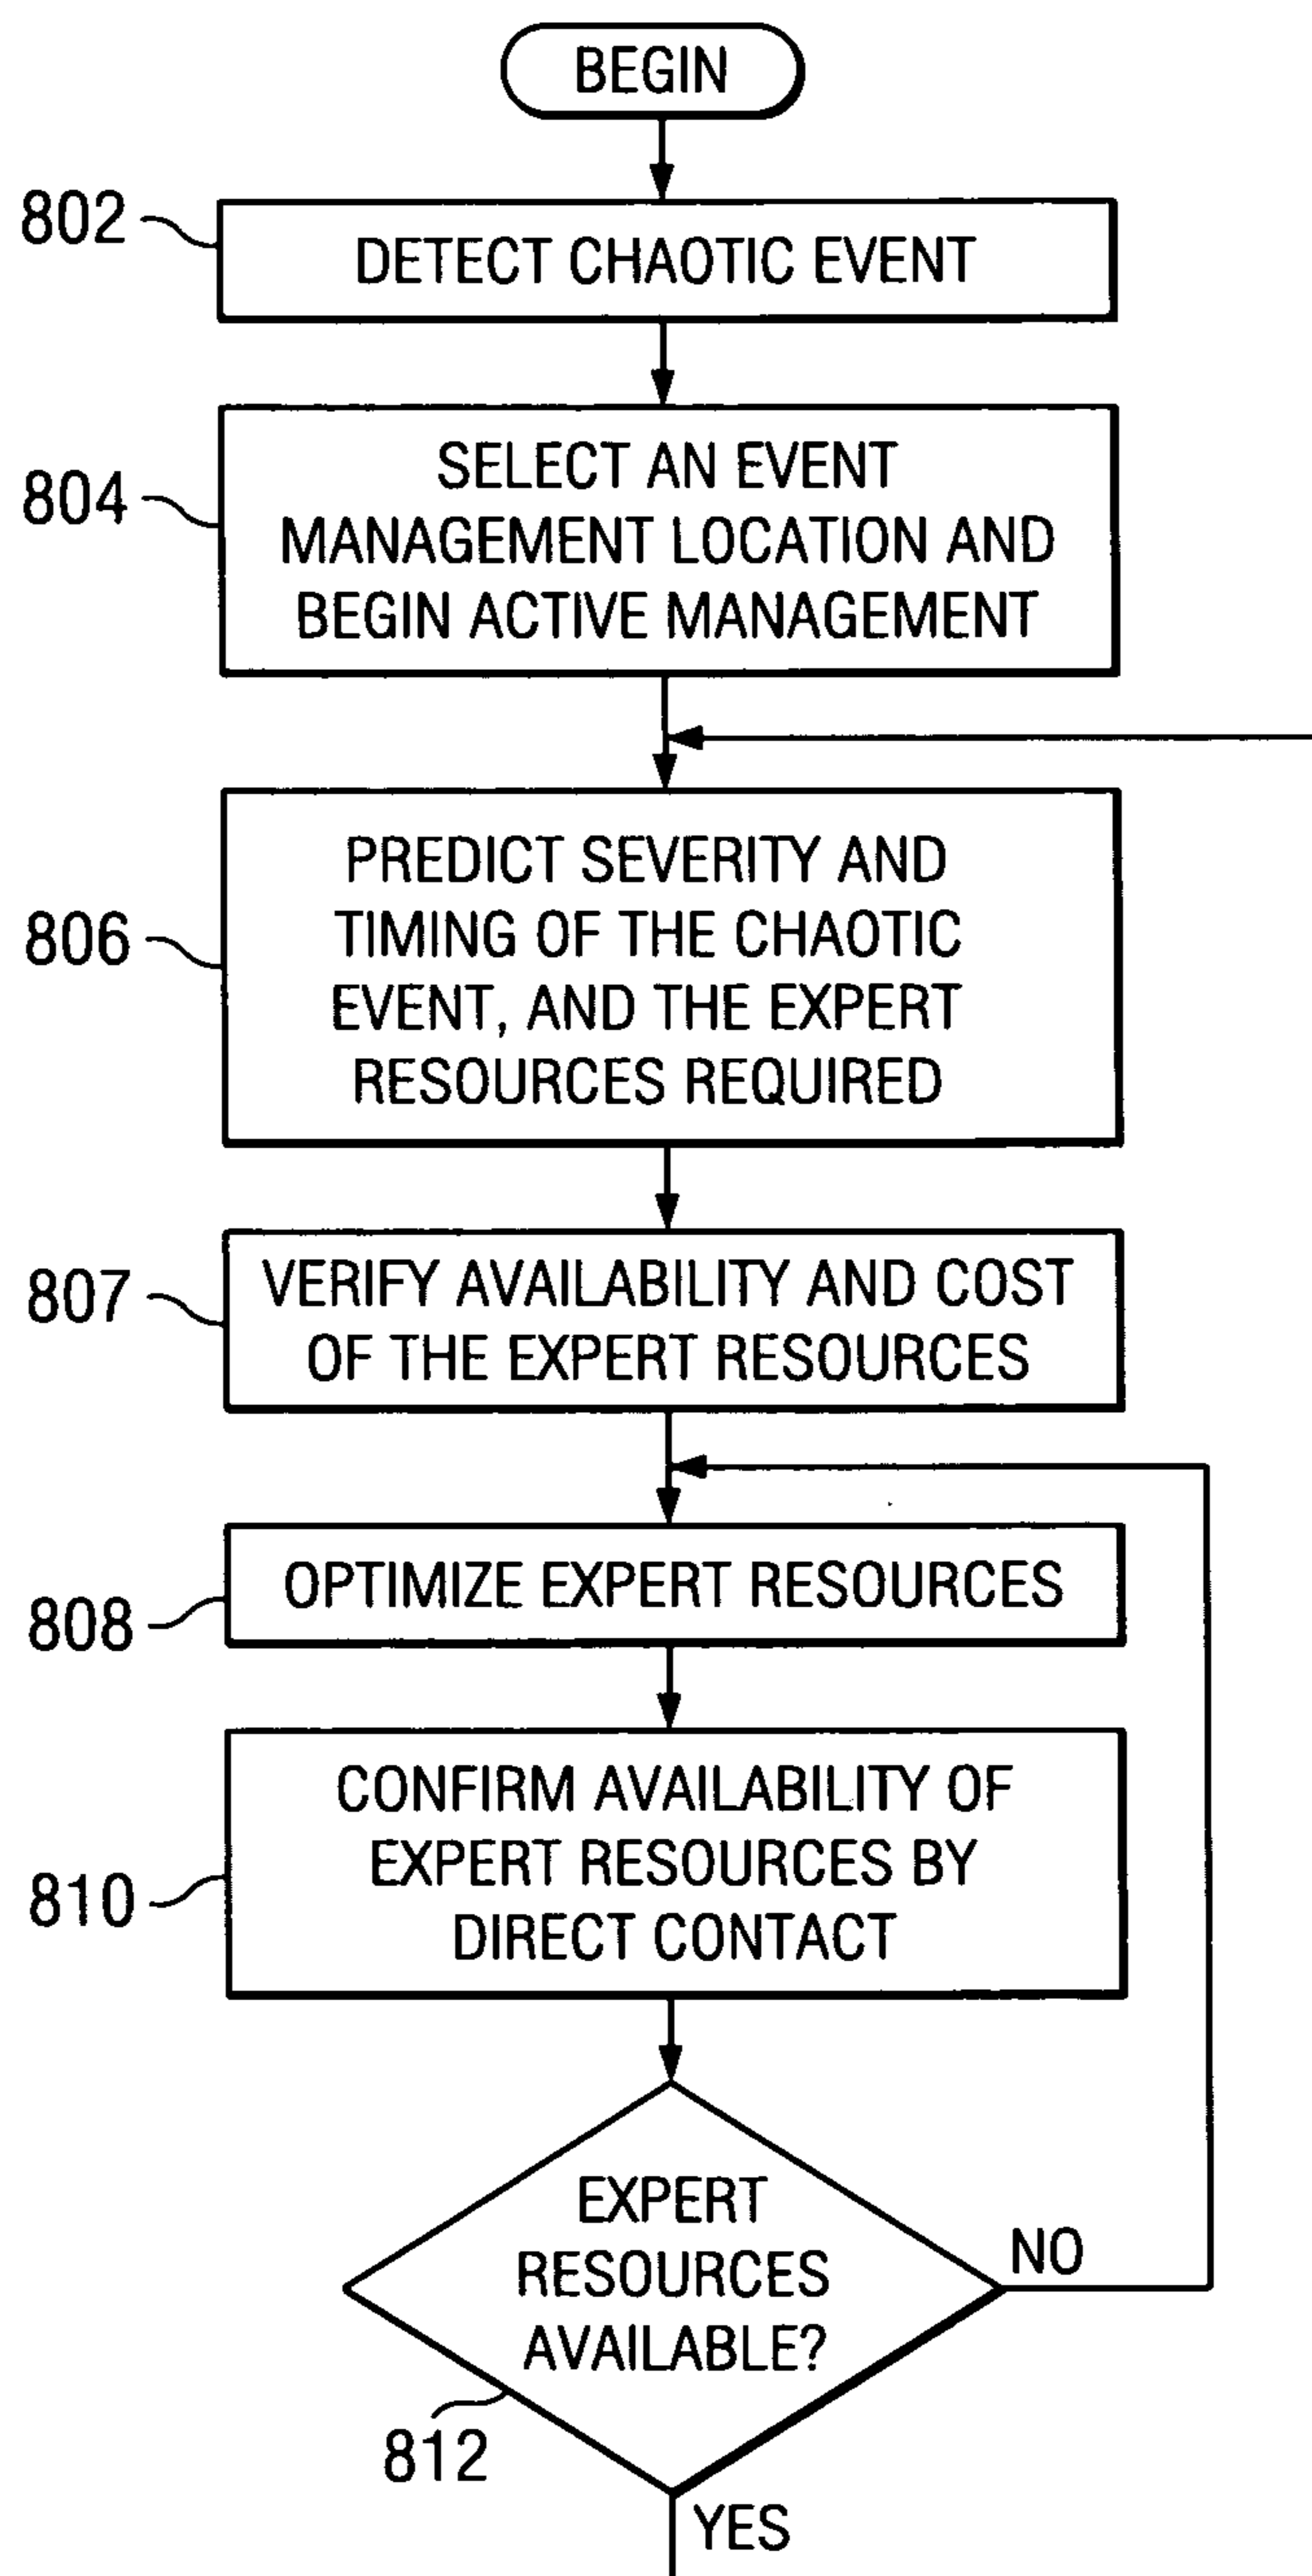 BEGIN
802
DETECT CHAOTIC EVENT
804
SELECT AN EVENT
MANAGEMENT LOCATION AND
BEGIN ACTIVE MANAGEMENT
806
PREDICT SEVERITY AND
TIMING OF THE CHAOTIC
EVENT, AND THE EXPERT
RESOURCES REQUIRED
807
VERIFY AVAILABILITY AND COST
OF THE EXPERT RESOURCES
808
OPTIMIZE EXPERT RESOURCES
810
CONFIRM AVAILABILITY OF
EXPERT RESOURCES BY
DIRECT CONTACT
EXPERT
RESOURCES
AVAILABLE?
NO
812
YES